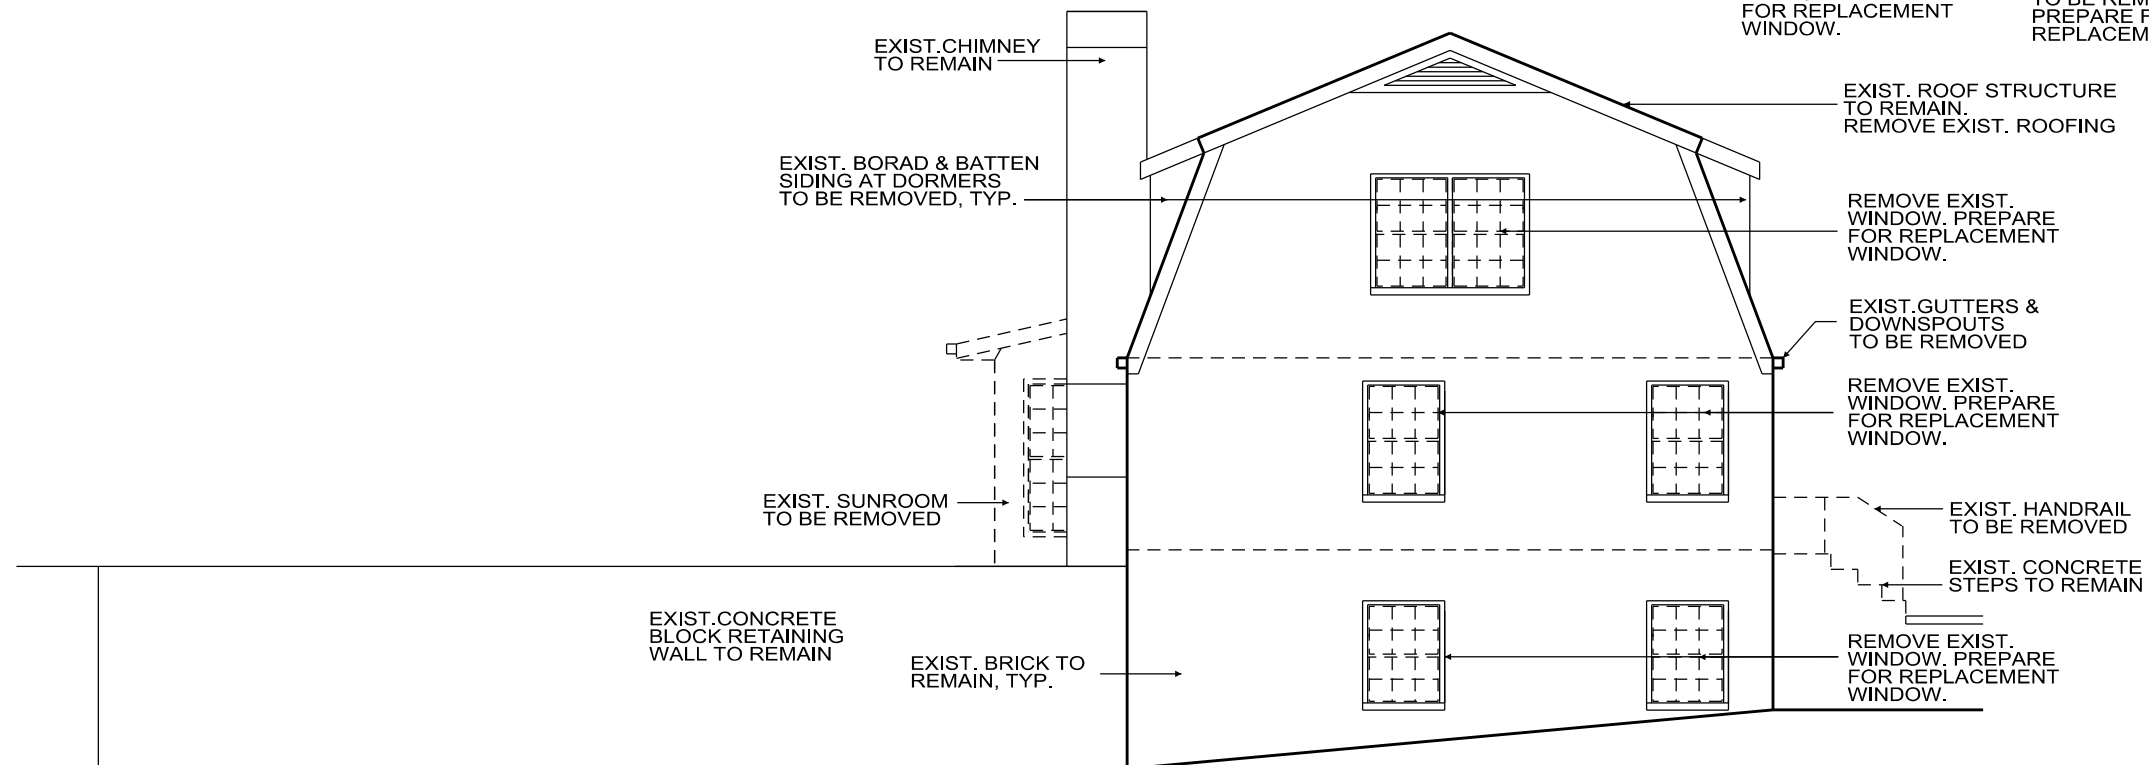 FOR REPLACEMENT
WINDOW.
PREPARE
REPLACEM
EXIST.CHIMNEY
TO REMAIN
EXIST. ROOF STRUCTURE
TO REMAIN.
REMOVE EXIST. ROOFING
EXIST. BORAD & BATTEN
SIDING AT DORMERS
TO BE REMOVED, TYP.
REMOVE EXIST.
WINDOW. PREPARE
FOR REPLACEMENT
WINDOW.
EXIST.GUTTERS &
DOWNSPOUTS
TO BE REMOVED
REMOVE EXIST.
WINDOW. PREPARE
FOR REPLACEMENT
WINDOW.
EXIST. SUNROOM
TO BE REMOVED
EXIST. HANDRAIL
TO BE REMOVED
EXIST. CONCRETE
STEPS TO REMAIN
EXIST.CONCRETE
BLOCK RETAINING
WALL TO REMAIN
EXIST. BRICK TO
REMAIN, TYP.
REMOVE EXIST.
WINDOW. PREPARE
FOR REPLACEMENT
WINDOW.